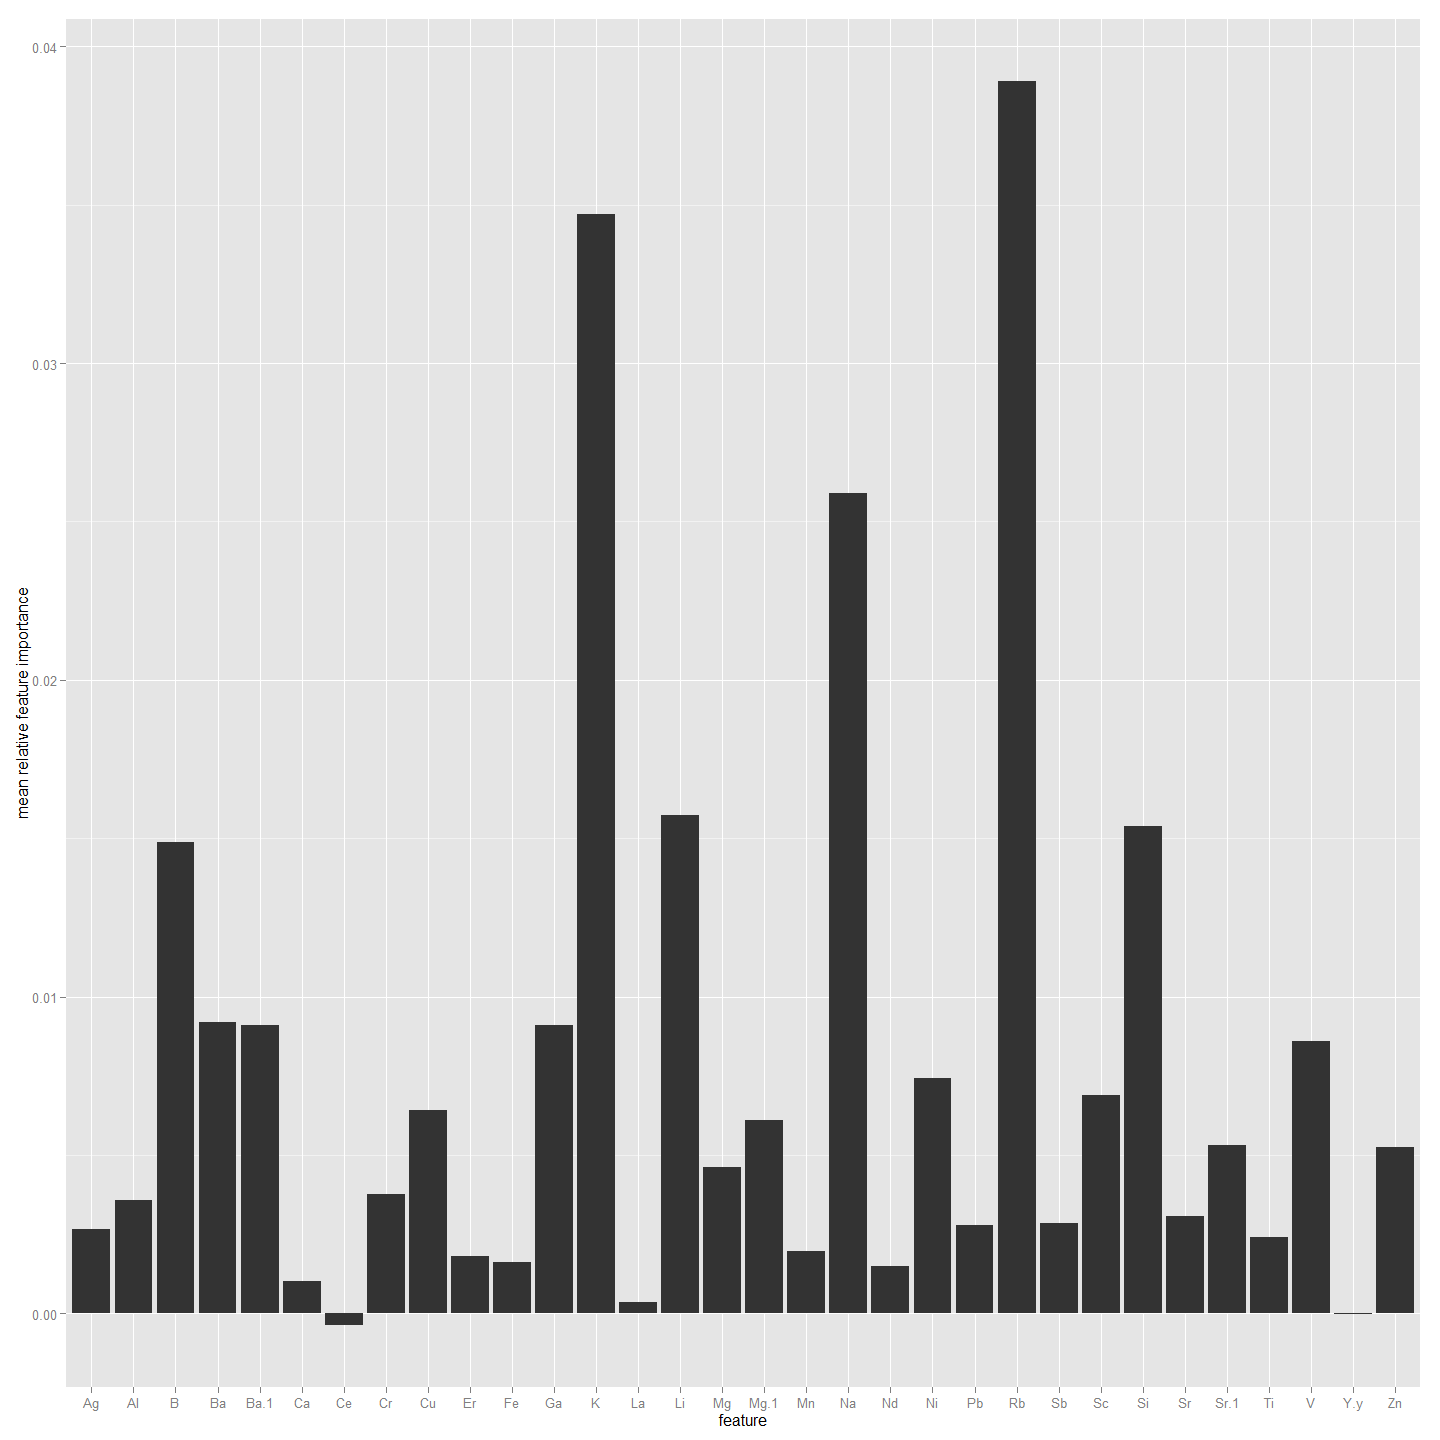 mean relative feature importance
0.04
0.03
0.02
0.01
0.00
Ag Al B Ba Ba.1 Ca Ce Cr Cu Er Fe Ga K La Li Mg Mg.1 Mn Na Nd Ni Pb Rb Sb Sc Si Sr Sr.1 Ti V Y.y Zn
feature